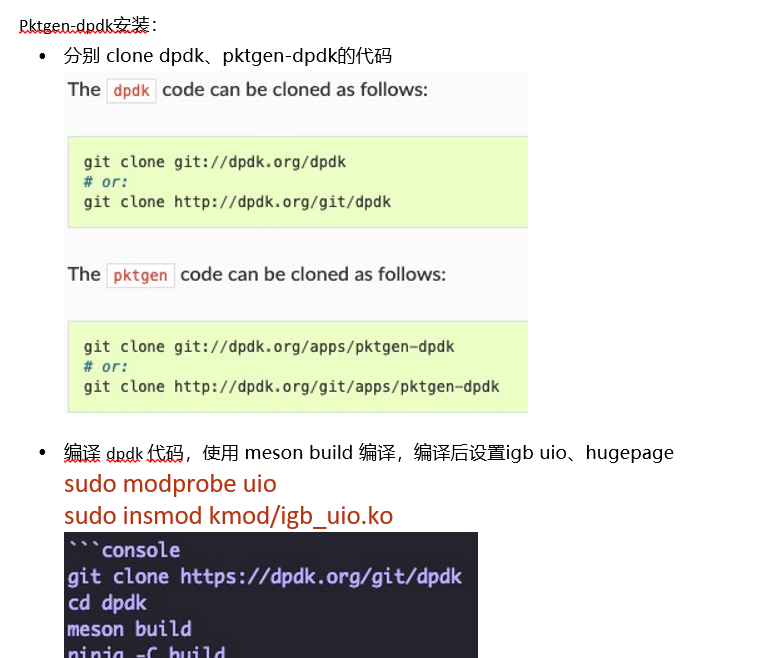 Pktgen-dpdk安装：
• 分别 clone dpdk、pktgen-dpdk的代码
The dpdk code can be cloned as follows:
git clone git://dpdk.org/dpdk
# or:
git clone http://dpdk.org/git/dpdk
The pktgen code can be cloned as follows:
git clone git://dpdk.org/apps/pktgen-dpdk
# or:
git clone http://dpdk.org/git/apps/pktgen-dpdk
• 编译 dpdk 代码，使用 meson build 编译，编译后设置igb uio、hugepage
sudo modprobe uio
sudo insmod kmod/igb_uio.ko
```console
git clone https://dpdk.org/git/dpdk
cd dpdk
meson build
ninja -C build